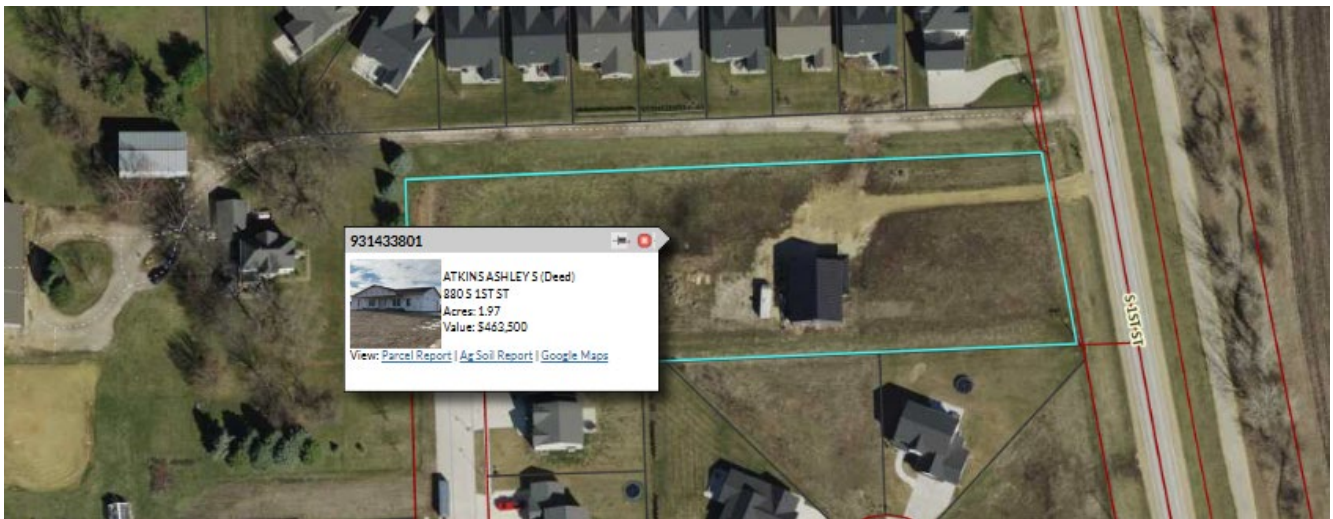 931433801
ATKINS ASHLEY S (Deed)
880 S 1ST ST
Acres: 1.97
Value: $463,500
View: Parcel Report | Ag Soil Report | Google Maps
S 1ST ST